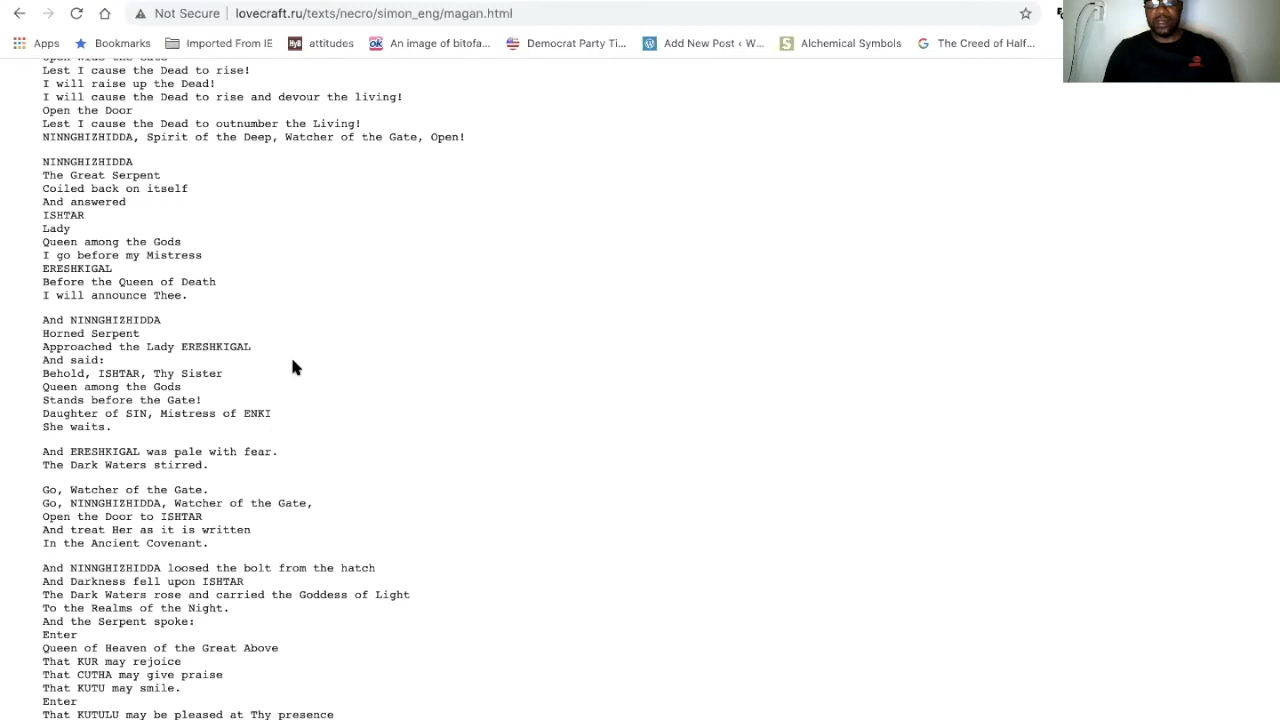 Not Secure | lovecraft.ru/texts/necro/simon_eng/magan.html
Apps Bookmarks Imported From IE HyB attitudes OK An image of bitofa... Democrat Party Ti... Add New Post ‹ W... S Alchemical Symbols G The Creed of Half...
Lest I cause the Dead to rise!
I will raise up the Dead!
I will cause the Dead to rise and devour the living!
Open the Door
Lest I cause the Dead to outnumber the Living!
NINNGHIZHIDDA, Spirit of the Deep, Watcher of the Gate, Open!
NINNGHIZHIDDA
The Great Serpent
Coiled back on itself
And answered
ISHTAR
Lady
Queen among the Gods
I go before my Mistress
ERESHKIGAL
Before the Queen of Death
I will announce Thee.
And NINNGHIZHIDDA
Horned Serpent
Approached the Lady ERESHKIGAL
And said:
Behold, ISHTAR, Thy Sister
Queen among the Gods
Stands before the Gate!
Daughter of SIN, Mistress of ENKI
She waits.
And ERESHKIGAL was pale with fear.
The Dark Waters stirred.
Go, Watcher of the Gate.
Go, NINNGHIZHIDDA, Watcher of the Gate,
Open the Door to ISHTAR
And treat Her as it is written
In the Ancient Covenant.
And NINNGHIZHIDDA loosed the bolt from the hatch
And Darkness fell upon ISHTAR
The Dark Waters rose and carried the Goddess of Light
To the Realms of the Night.
And the Serpent spoke:
Enter
Queen of Heaven of the Great Above
That KUR may rejoice
That CUTHA may give praise
That KUTU may smile.
Enter
That KUTULU may be pleased at Thy presence